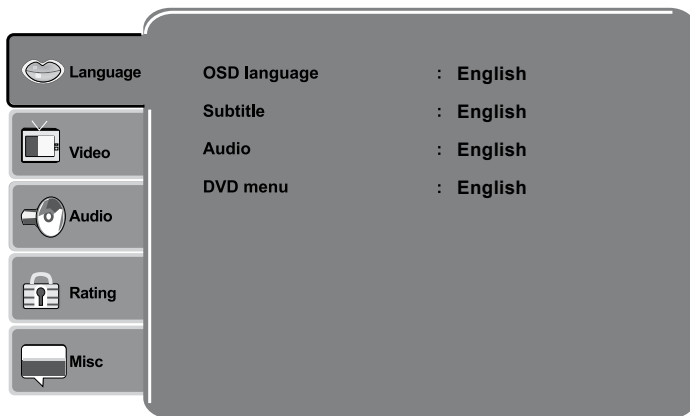 Language
Video
Audio
Rating
Misc
OSD language : English
Subtitle : English
Audio : English
DVD menu : English